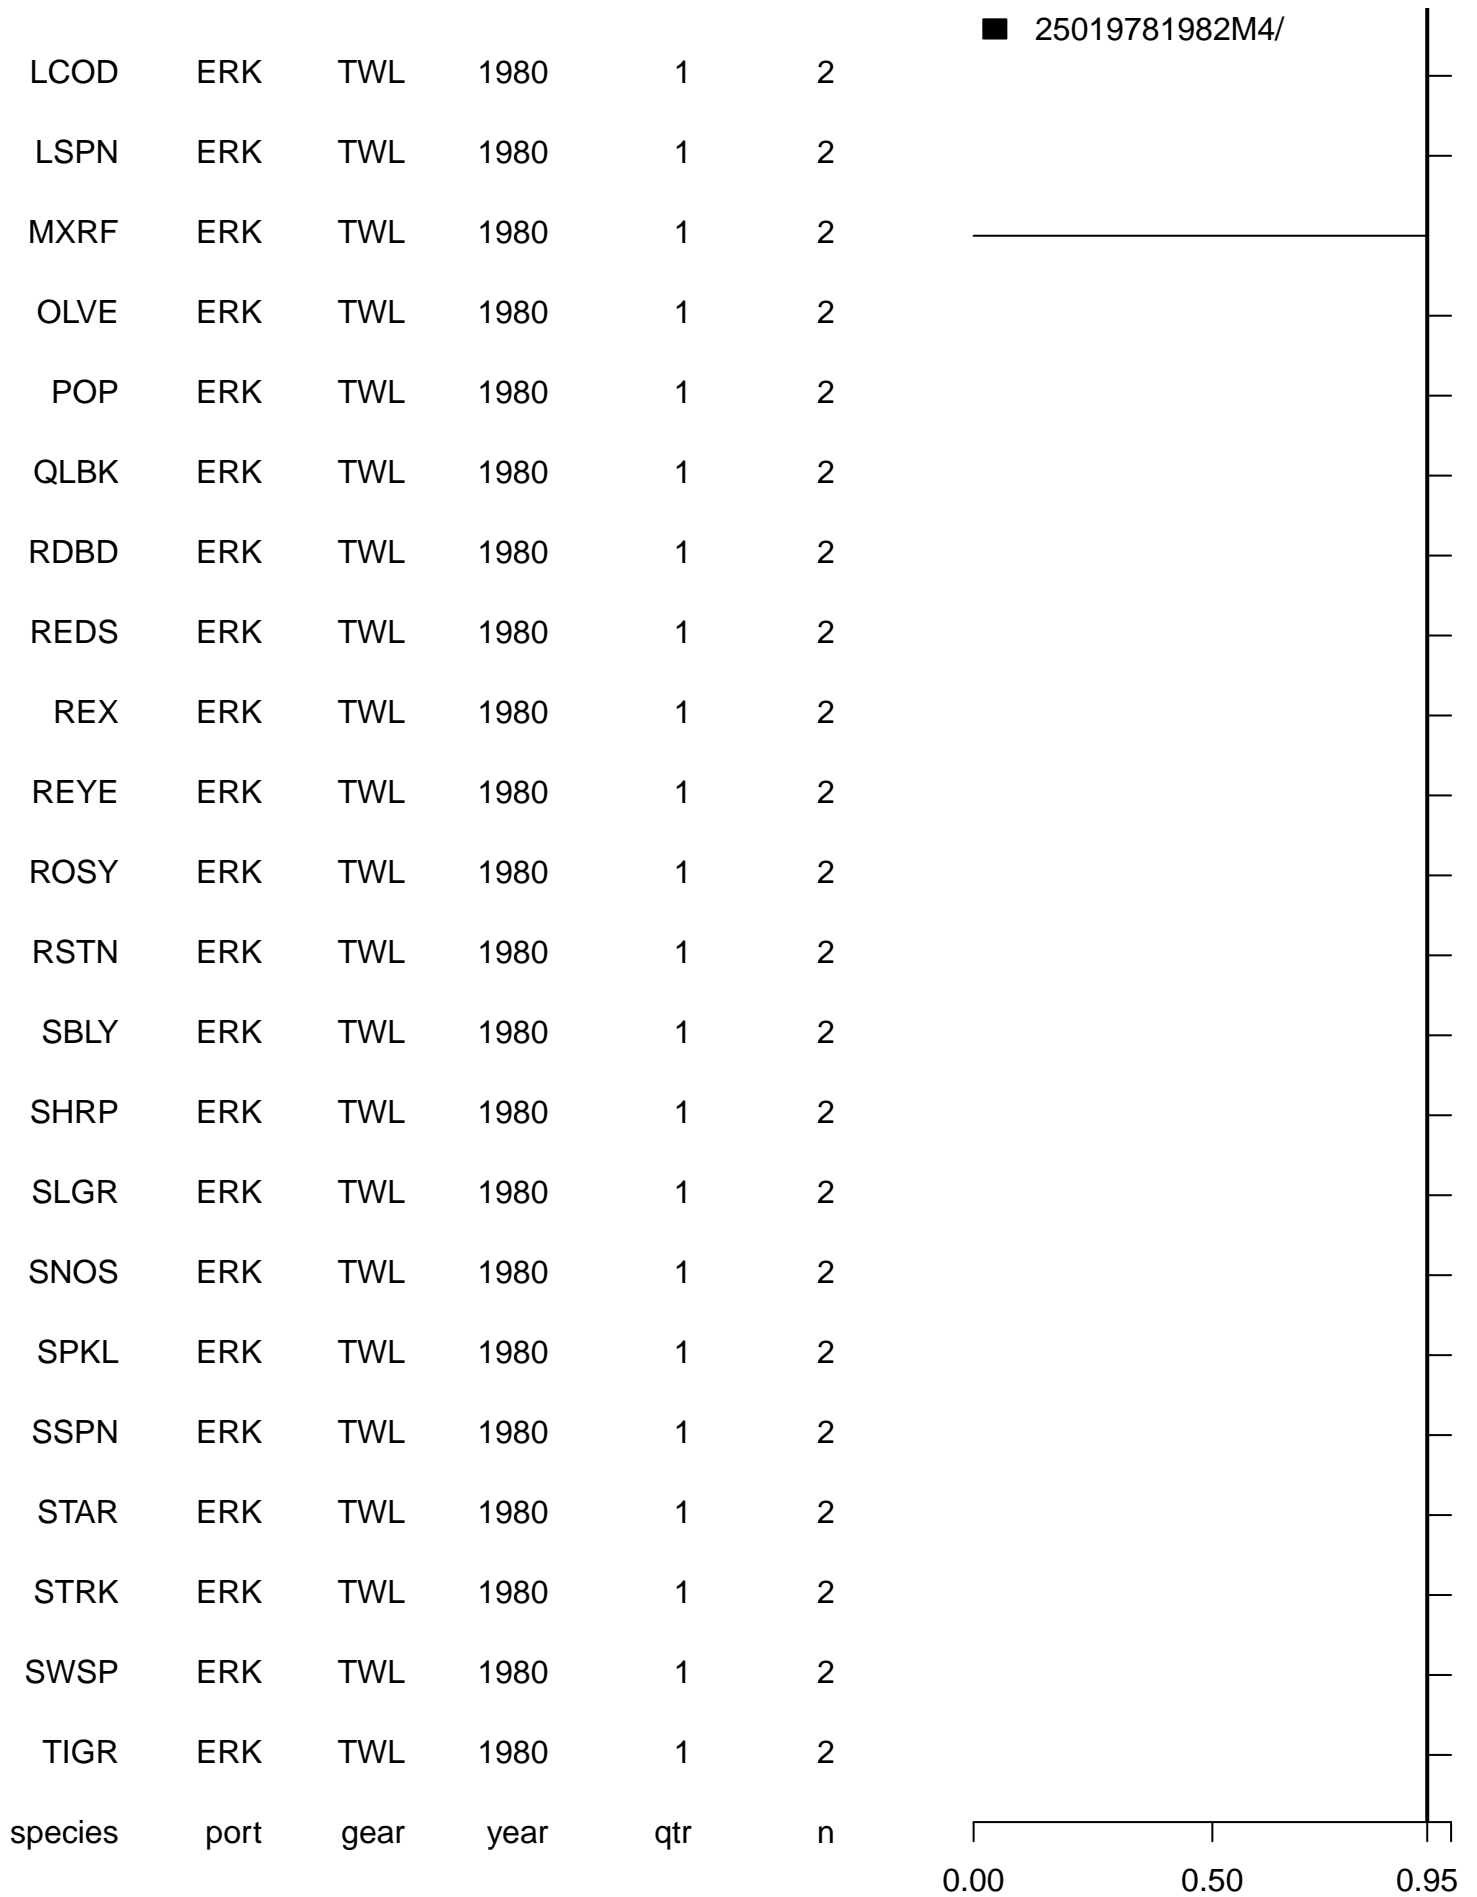 25019781982M4/
LCOD ERK TWL 1980 1 2
LSPN ERK TWL 1980 1 2
MXRF ERK TWL 1980 1 2
OLVE ERK TWL 1980 1 2
POP ERK TWL 1980 1 2
QLBK ERK TWL 1980 1 2
RDBD ERK TWL 1980 1 2
REDS ERK TWL 1980 1 2
REX ERK TWL 1980 1 2
REYE ERK TWL 1980 1 2
ROSY ERK TWL 1980 1 2
RSTN ERK TWL 1980 1 2
SBLY ERK TWL 1980 1 2
SHRP ERK TWL 1980 1 2
SLGR ERK TWL 1980 1 2
SNOS ERK TWL 1980 1 2
SPKL ERK TWL 1980 1 2
SSPN ERK TWL 1980 1 2
STAR ERK TWL 1980 1 2
STRK ERK TWL 1980 1 2
SWSP ERK TWL 1980 1 2
TIGR ERK TWL 1980 1 2
species port gear year qtr n
0.00 0.50 0.95